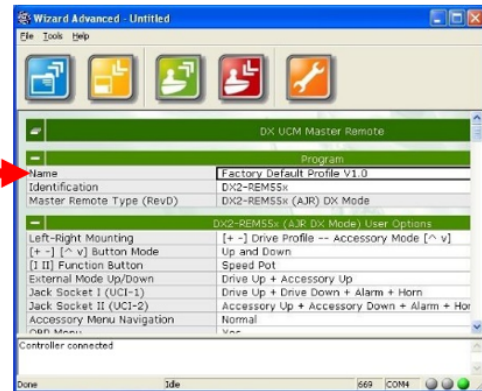 Wizard Advanced - Untitled
File Tools Help
DX UCM Master Remote
Program
Name Factory Default Profile V1.0
Identification DX2-REM55x
Master Remote Type (RevD) DX2-REM55x (AJR) DX Mode
DX2-REM55x (AJR DX Mode) User Options
Left-Right Mounting [+ -] Drive Profile -- Accessory Mode [^ v]
[+ -] [^ v] Button Mode Up and Down
[I II] Function Button Speed Pot
External Mode Up/Down Drive Up + Accessory Up
Jack Socket I (UCI-1) Drive Up + Drive Down + Alarm + Horn
Jack Socket II (UCI-2) Accessory Up + Accessory Down + Alarm + Hor
Accessory Menu Navigation Normal
OBP Menu Yes
Controller connected
Done Idle 669 COM4